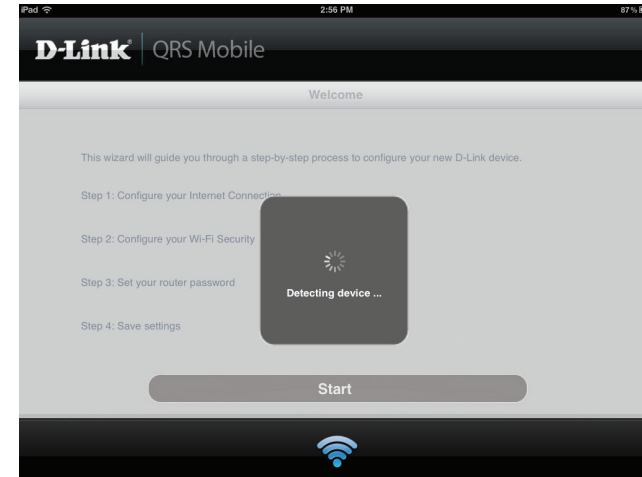 iPad 2:56 PM 87%
D-Link QRS Mobile
Welcome
This wizard will guide you through a step-by-step process to configure your new D-Link device.
Step 1: Configure your Internet Connection
Step 2: Configure your Wi-Fi Security
Step 3: Set your router password
Detecting device ...
Step 4: Save settings
Start